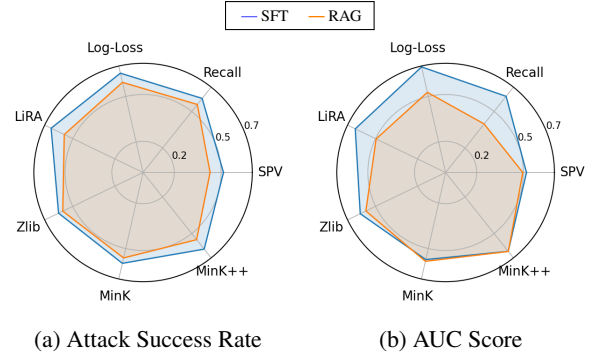 SFT RAG
Log-Loss
Recall
LiRA
0.7
0.5
0.2
SPV
Zlib
MinK
MinK++
Log-Loss
Recall
LiRA
0.7
0.5
0.2
SPV
Zlib
MinK
MinK++
(a) Attack Success Rate
(b) AUC Score